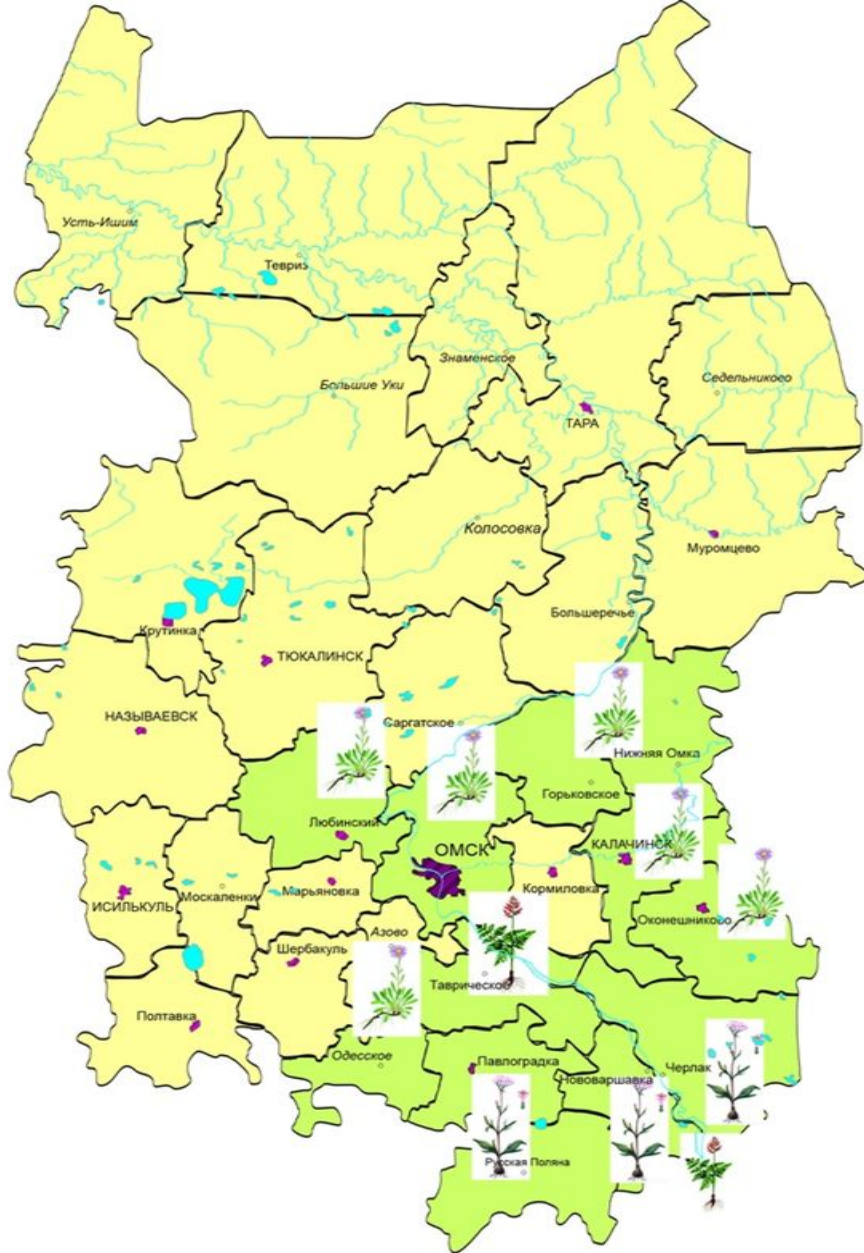 Усть-Ишим
Тевриз
Большие Уки
Знаменское
Седельниково
ТАРА
Колосовка
Муромцево
Большеречье
Крутинка
ТЮКАЛИНСК
НАЗЫВАЕВСК
Саргатское
Нижняя Омка
Горьковское
Любинский
ОМСК
КАЛАЧИНСК
Марьяновка
Кормиловка
Москаленки
ИСИЛЬКУЛЬ
Оконешниково
Азово
Шербакуль
Таврическое
Полтавка
Одесское
Павлоградка
Нововаршавка
Черлак
Русская Поляна